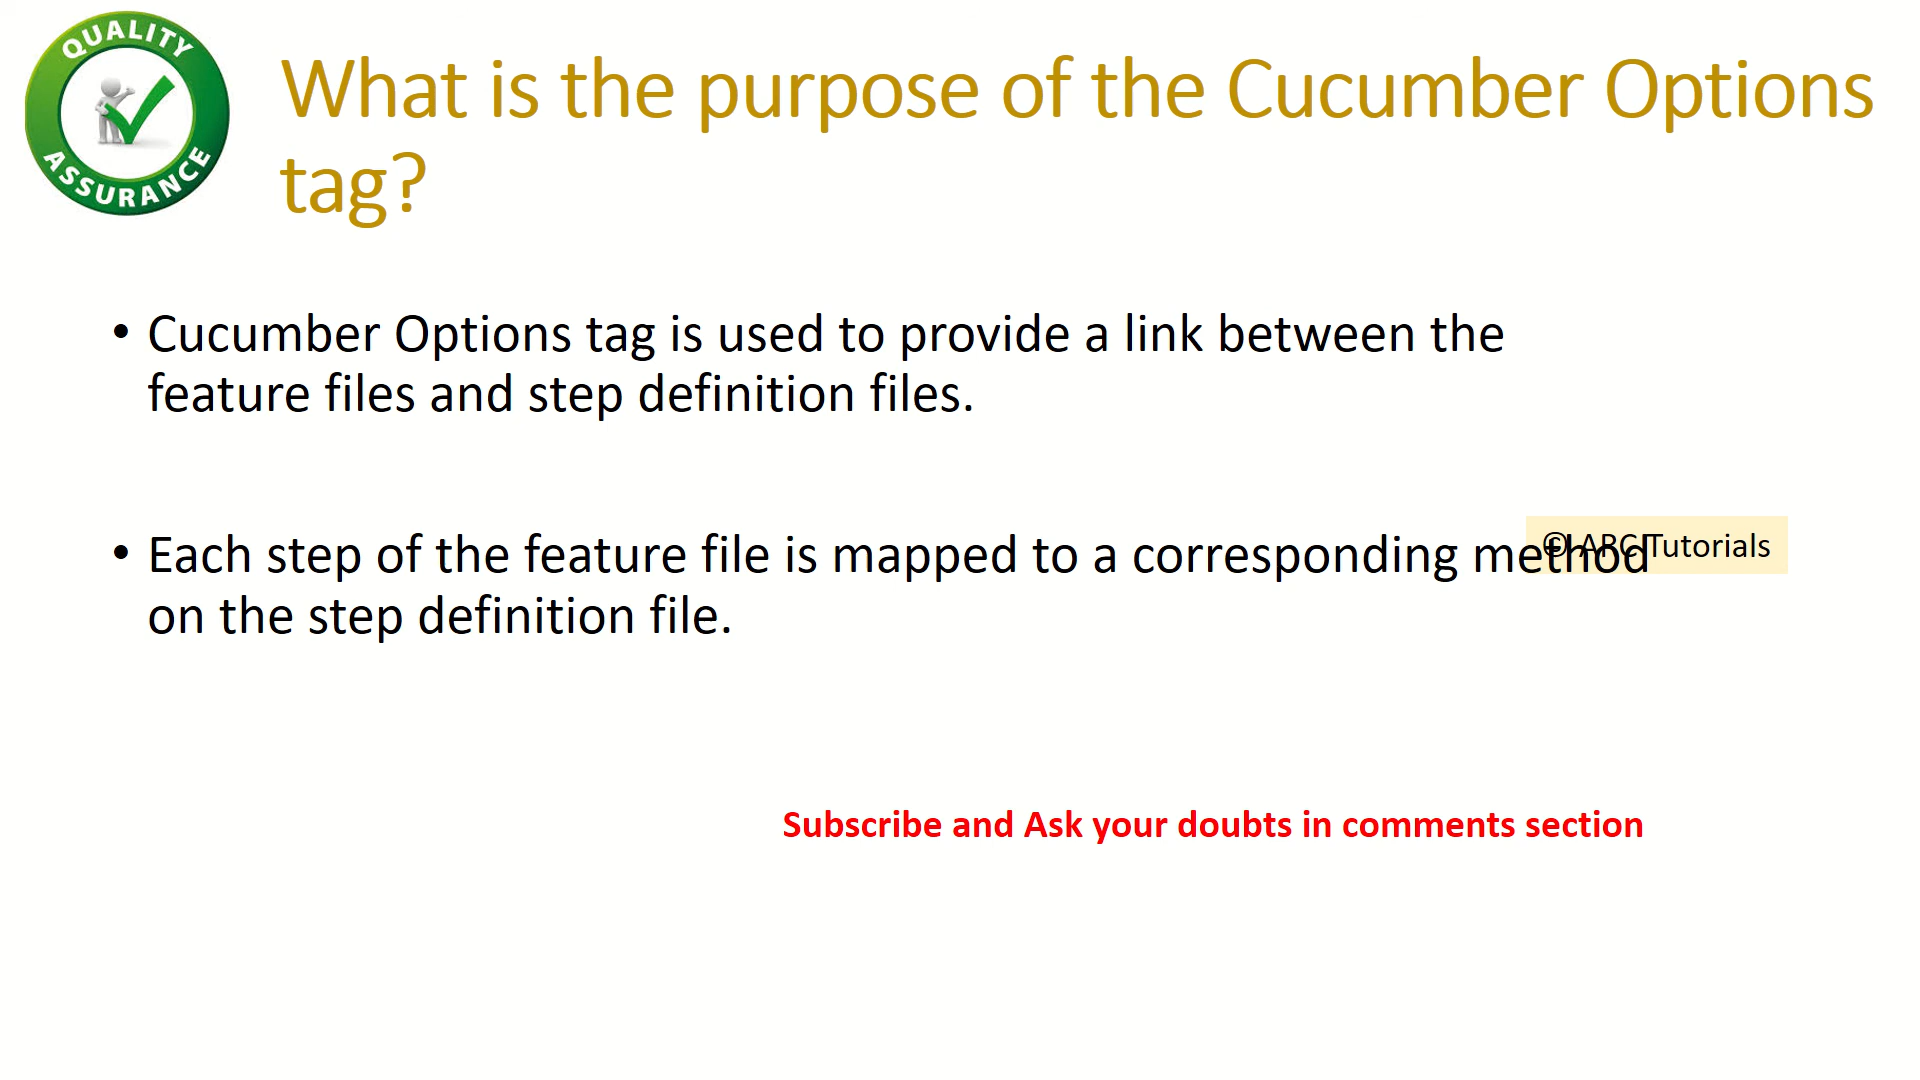 QUALITY
ASSURANCE
What is the purpose of the Cucumber Options
tag?
• Cucumber Options tag is used to provide a link between the
feature files and step definition files.
• Each step of the feature file is mapped to a corresponding method
on the step definition file.
© ARC Tutorials
Subscribe and Ask your doubts in comments section